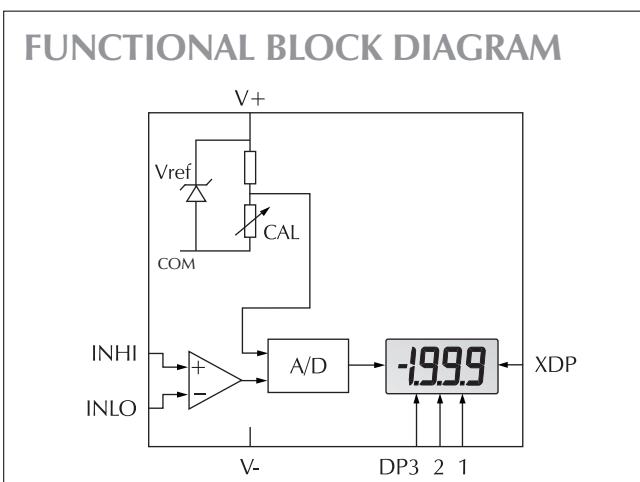 FUNCTIONAL BLOCK DIAGRAM
V+
Vref
CAL
COM
INHI
+
A/D
-1.9.9.9
XDP
INLO
−
V-
DP3 2 1